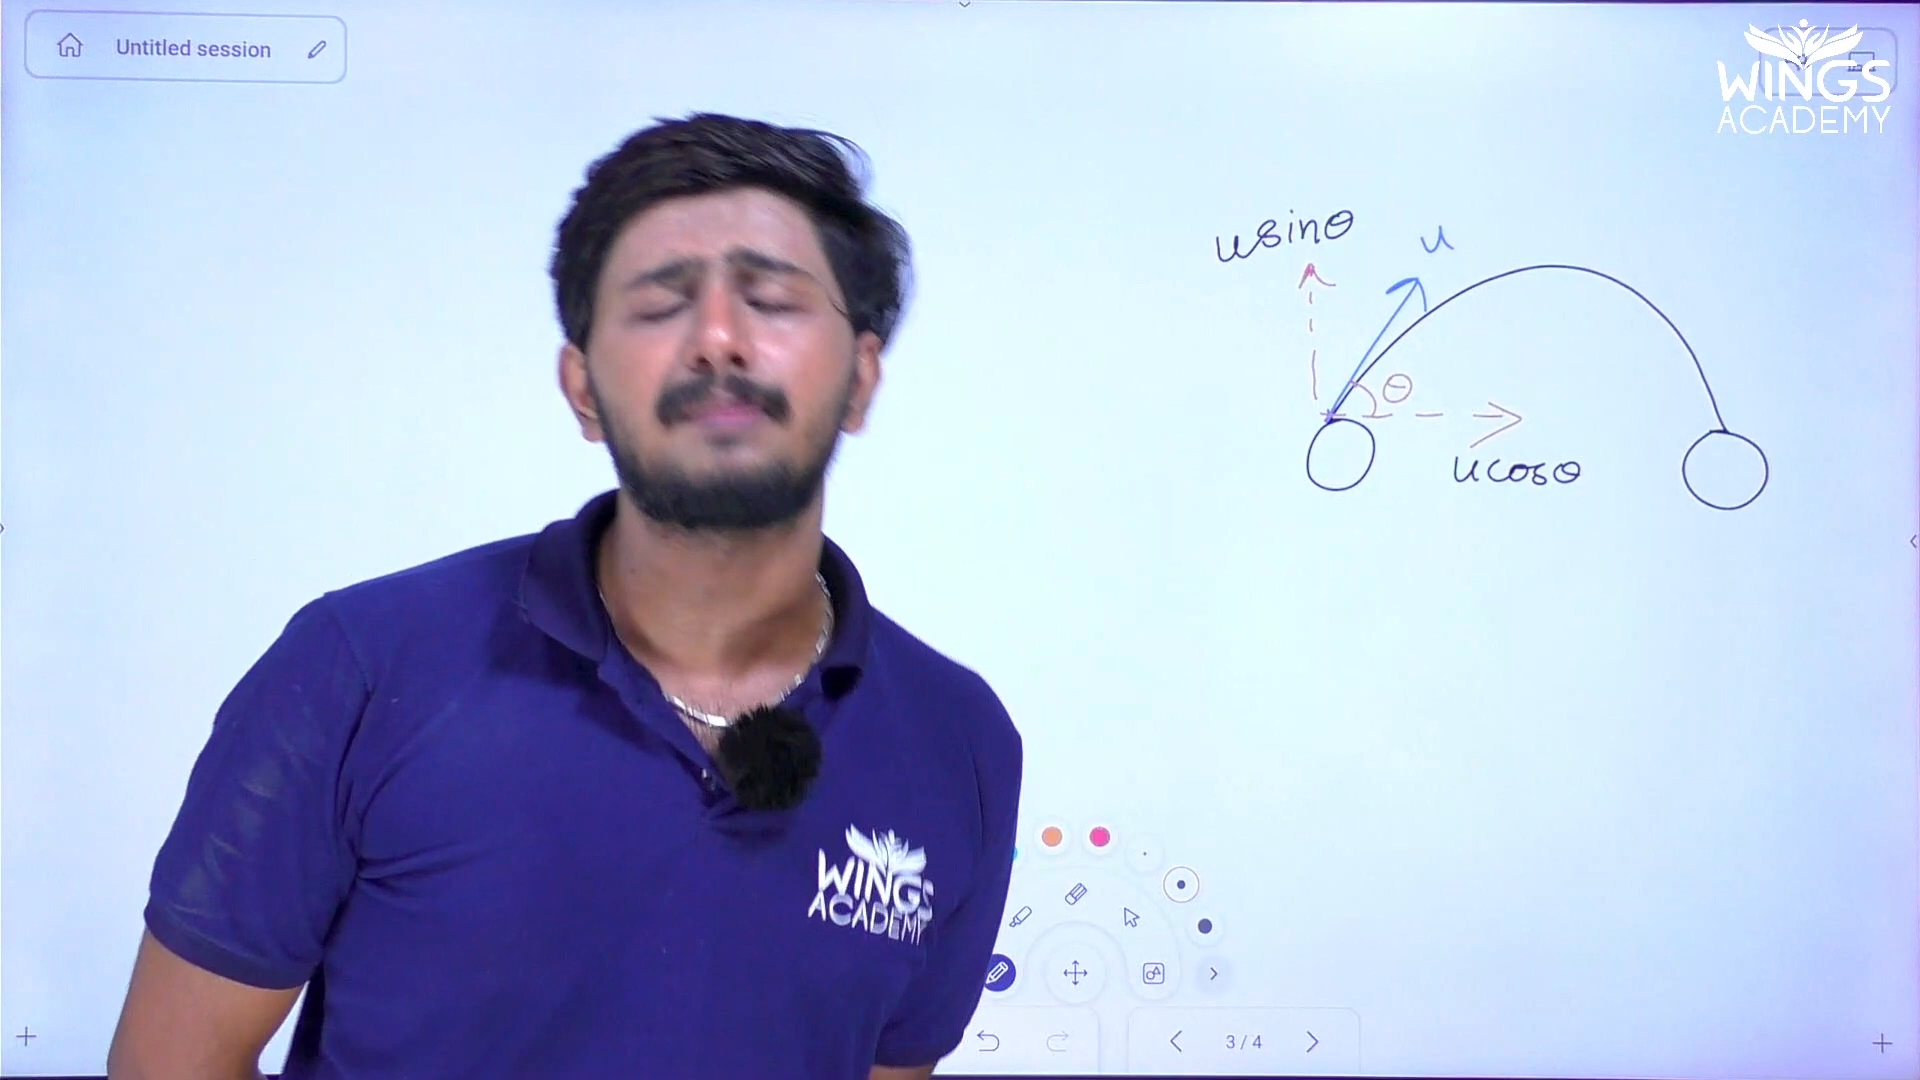 Untitled session
WINGS
ACADEMY
usinθ
u
θ
ucosθ
WINGS
ACADEMY
3/4